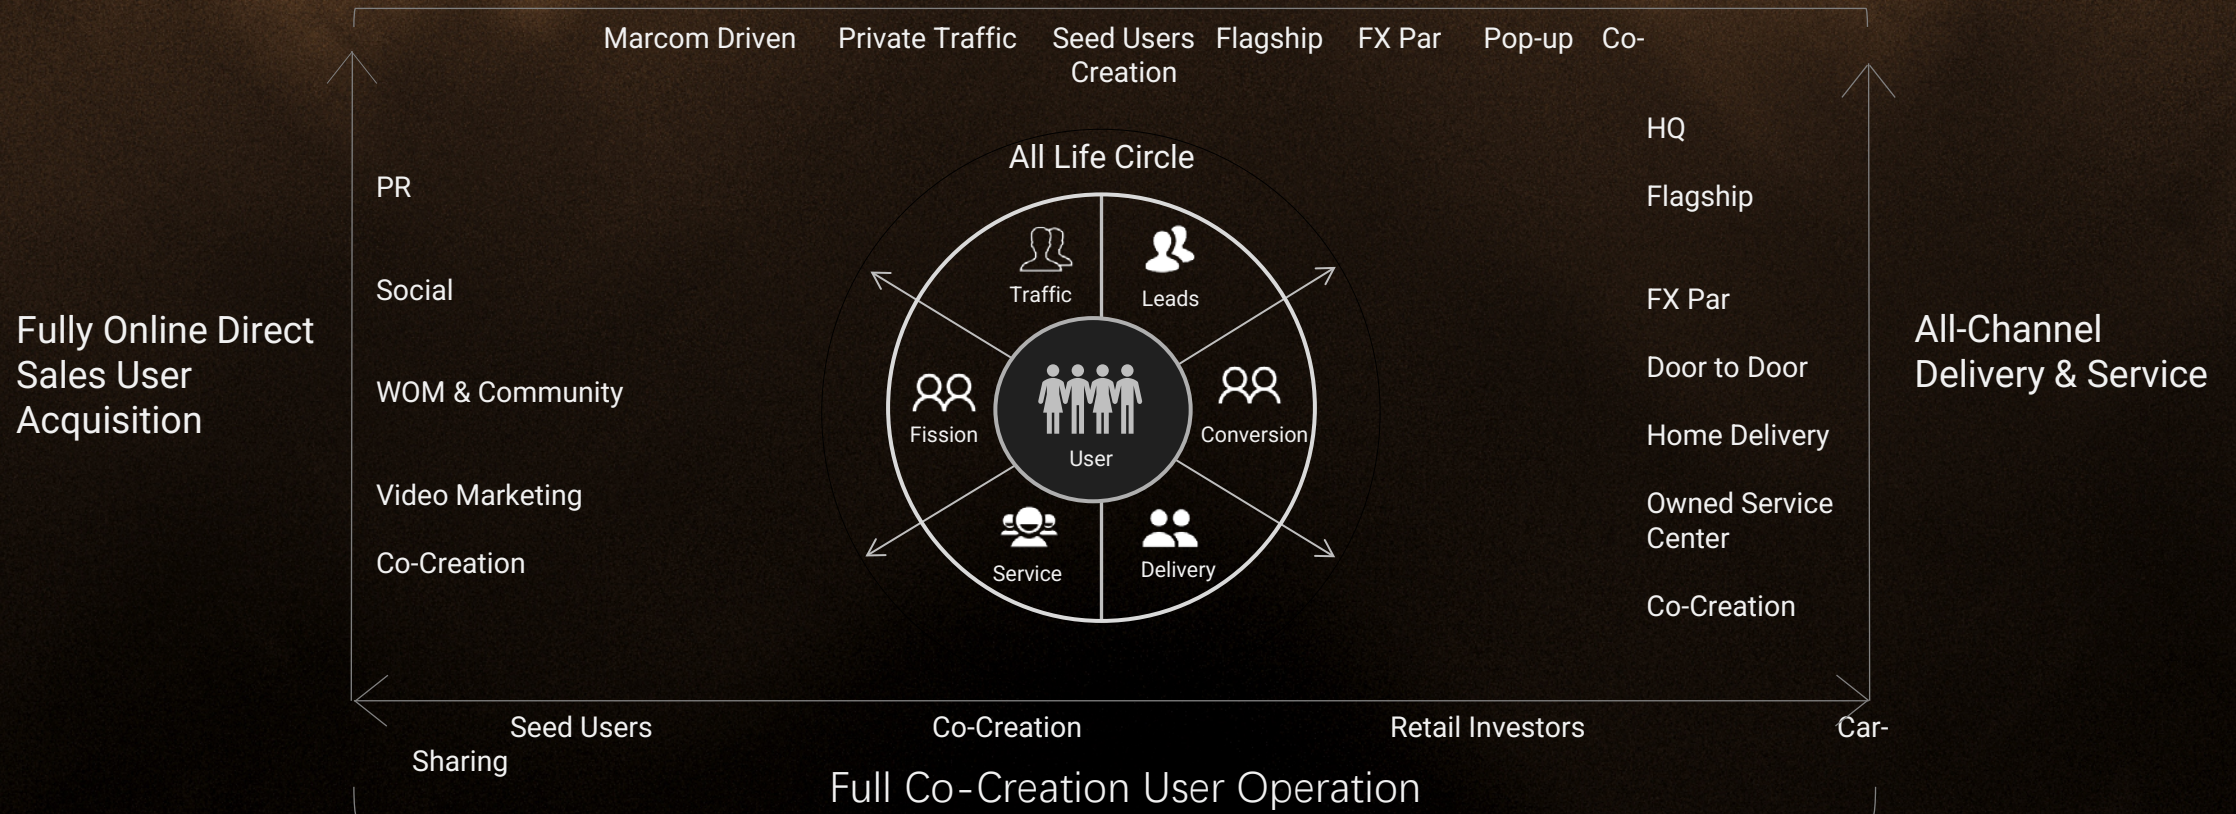 Marcom Driven Private Traffic Seed Users Flagship FX Par Pop-up Co-
Creation
Fully Online Direct
Sales User
Acquisition
PR
Social
WOM & Community
Video Marketing
Co-Creation
All Life Circle
Traffic
Leads
Fission
Conversion
User
Service
Delivery
HQ
Flagship
FX Par
Door to Door
Home Delivery
Owned Service
Center
Co-Creation
All-Channel
Delivery & Service
Seed Users Co-Creation Retail Investors Car-
Sharing
Full Co-Creation User Operation